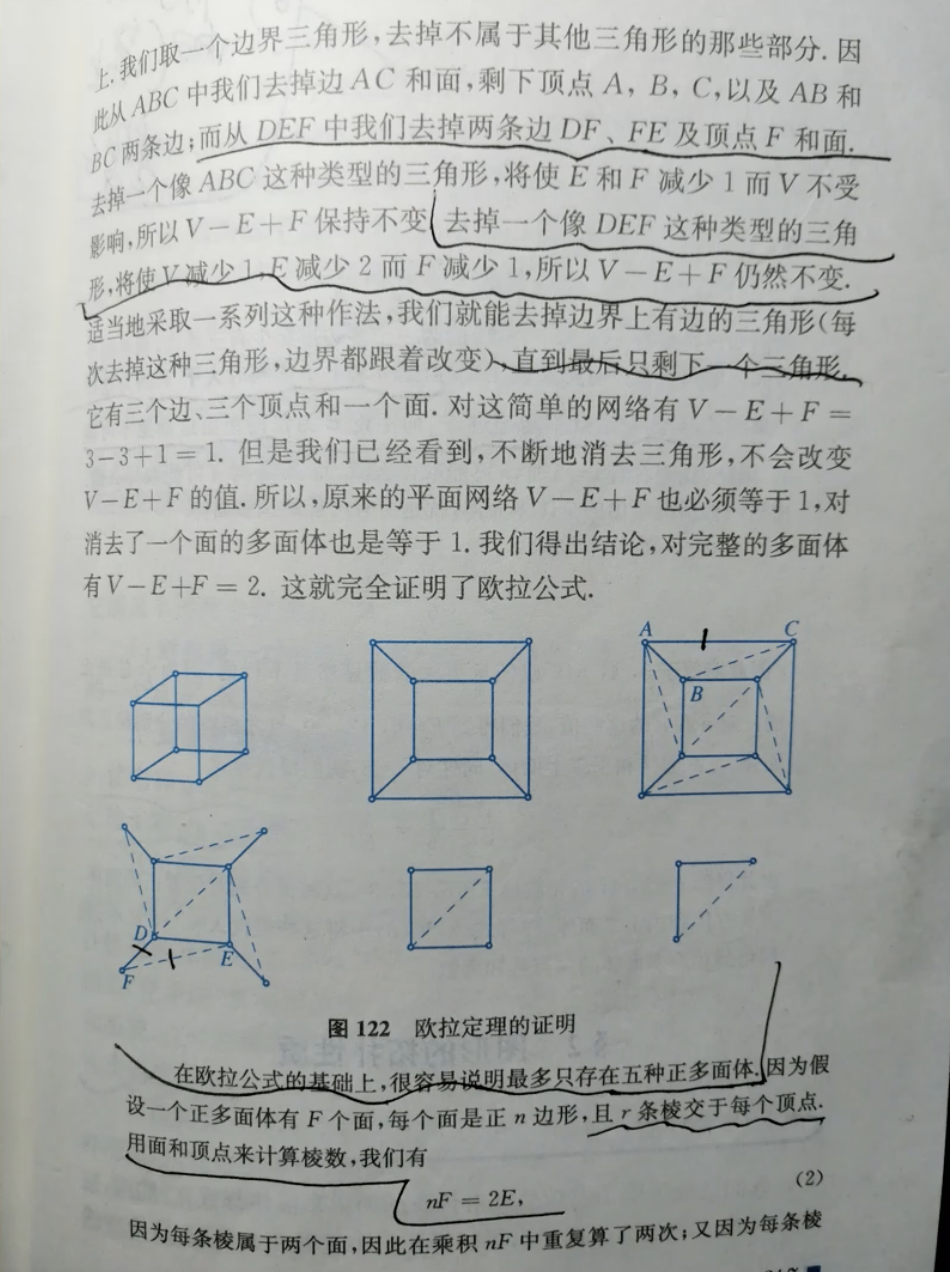 上.我们取一个边界三角形,去掉不属于其他三角形的那些部分.因
此从 ABC 中我们去掉边 AC 和面,剩下顶点 A, B, C,以及 AB 和
BC 两条边;而从 DEF 中我们去掉两条边 DF、FE 及顶点 F 和面.
去掉一个像 ABC 这种类型的三角形,将使 E 和 F 减少 1 而 V 不受
影响,所以 V－E＋F 保持不变,去掉一个像 DEF 这种类型的三角
形,将使 V 减少 1,E 减少 2 而 F 减少 1,所以 V－E＋F 仍然不变.
适当地采取一系列这种作法,我们就能去掉边界上有边的三角形(每
次去掉这种三角形,边界都跟着改变),直到最后只剩下一个三角形.
它有三个边、三个顶点和一个面.对这简单的网络有 V－E＋F ＝
3－3＋1＝1. 但是我们已经看到,不断地消去三角形,不会改变
V－E＋F 的值.所以,原来的平面网络 V－E＋F 也必须等于 1,对
消去了一个面的多面体也是等于 1.我们得出结论,对完整的多面体
有 V－E＋F ＝ 2. 这就完全证明了欧拉公式.
A C
B
D
E
F
图 122 欧拉定理的证明
在欧拉公式的基础上,很容易说明最多只存在五种正多面体.因为假
设一个正多面体有 F 个面,每个面是正 n 边形,且 r 条棱交于每个顶点.
用面和顶点来计算棱数,我们有
nF ＝ 2E, (2)
因为每条棱属于两个面,因此在乘积 nF 中重复算了两次;又因为每条棱